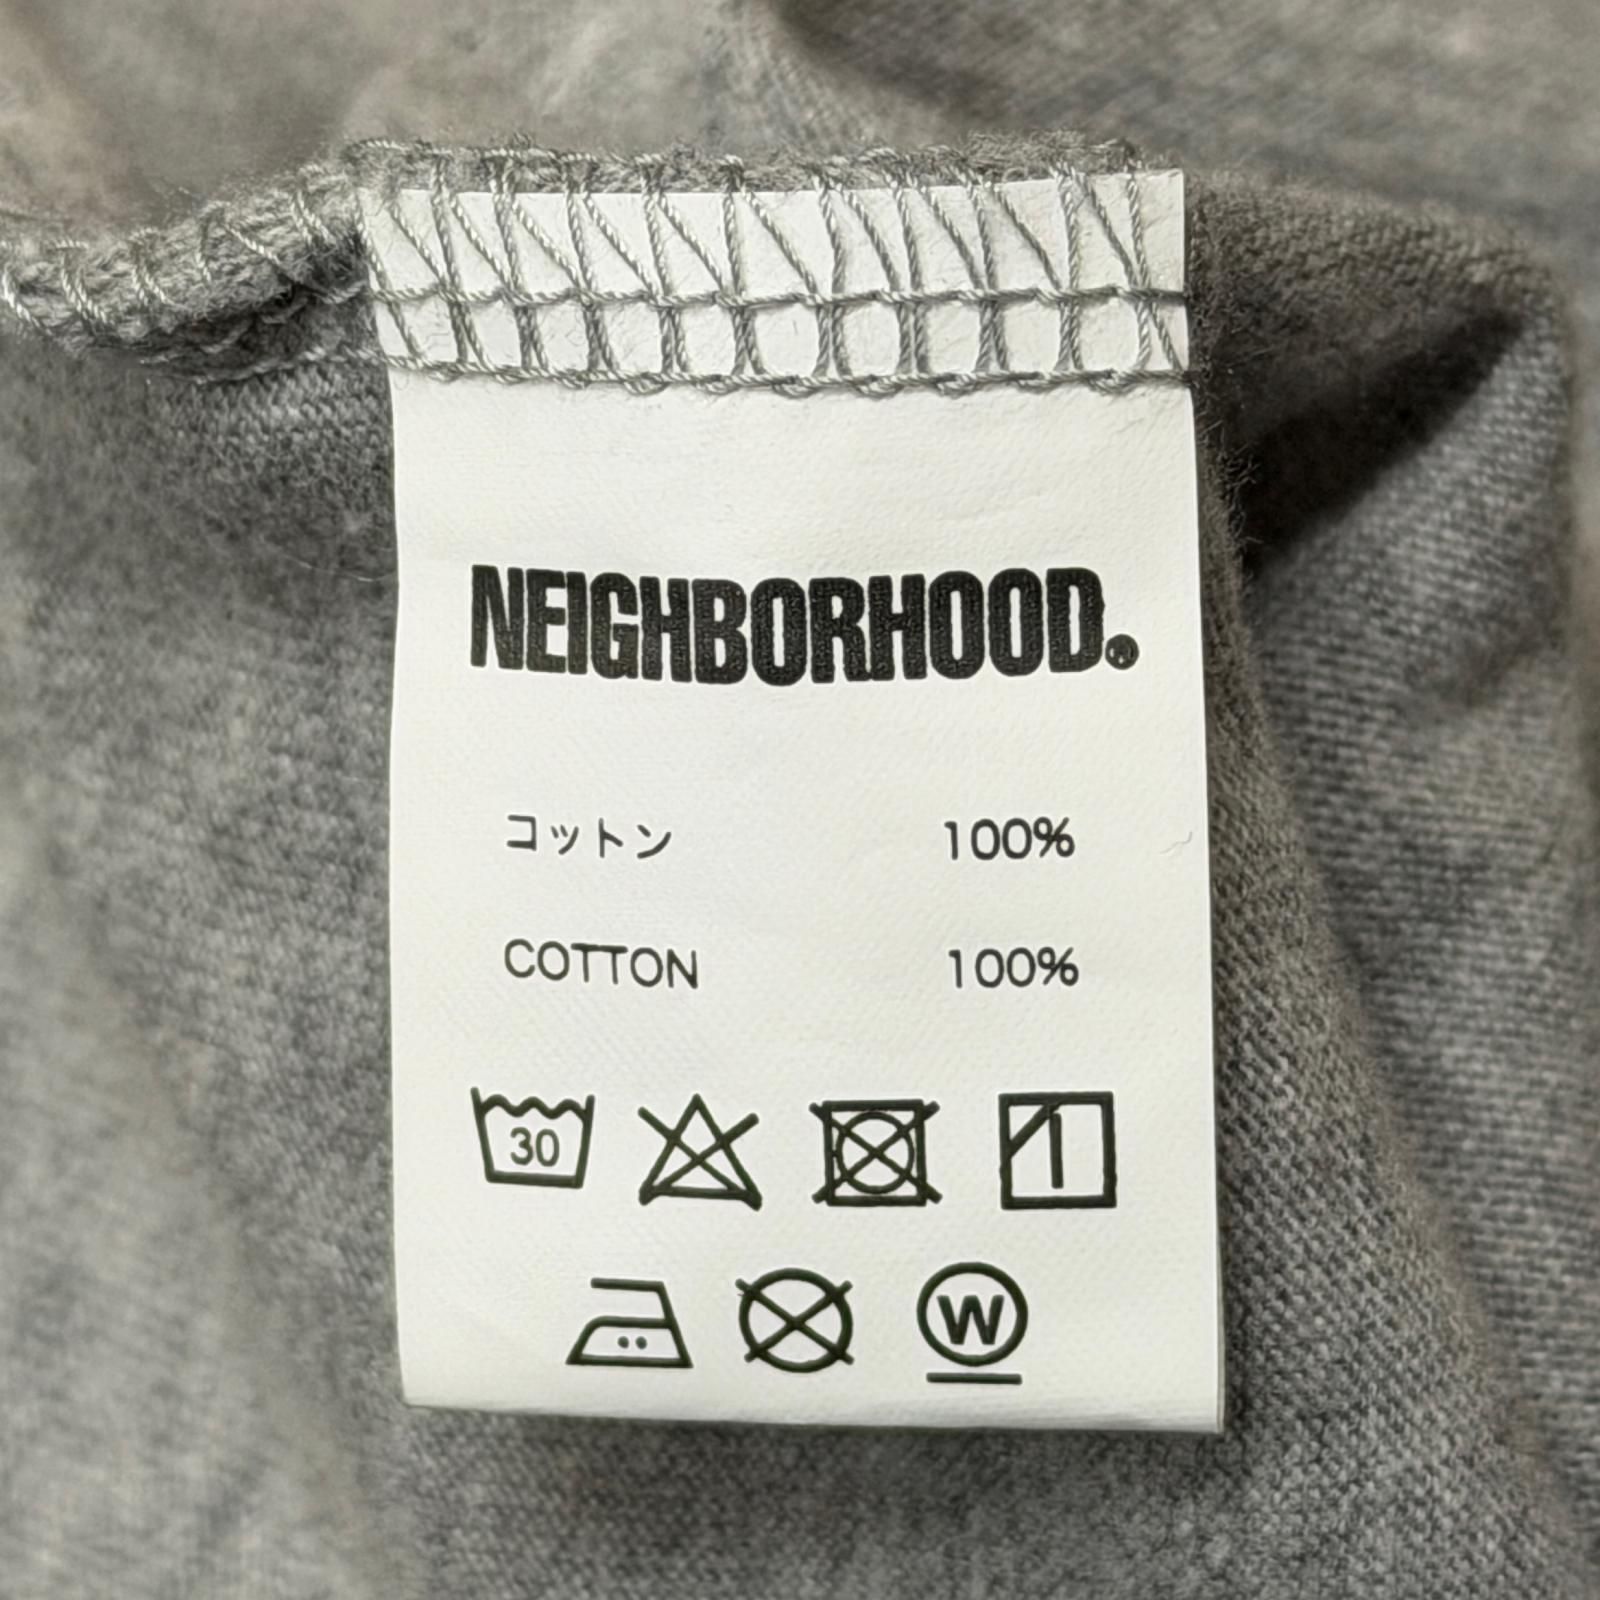 NEIGHBORHOOD®
コットン 100%
COTTON 100%
30
W